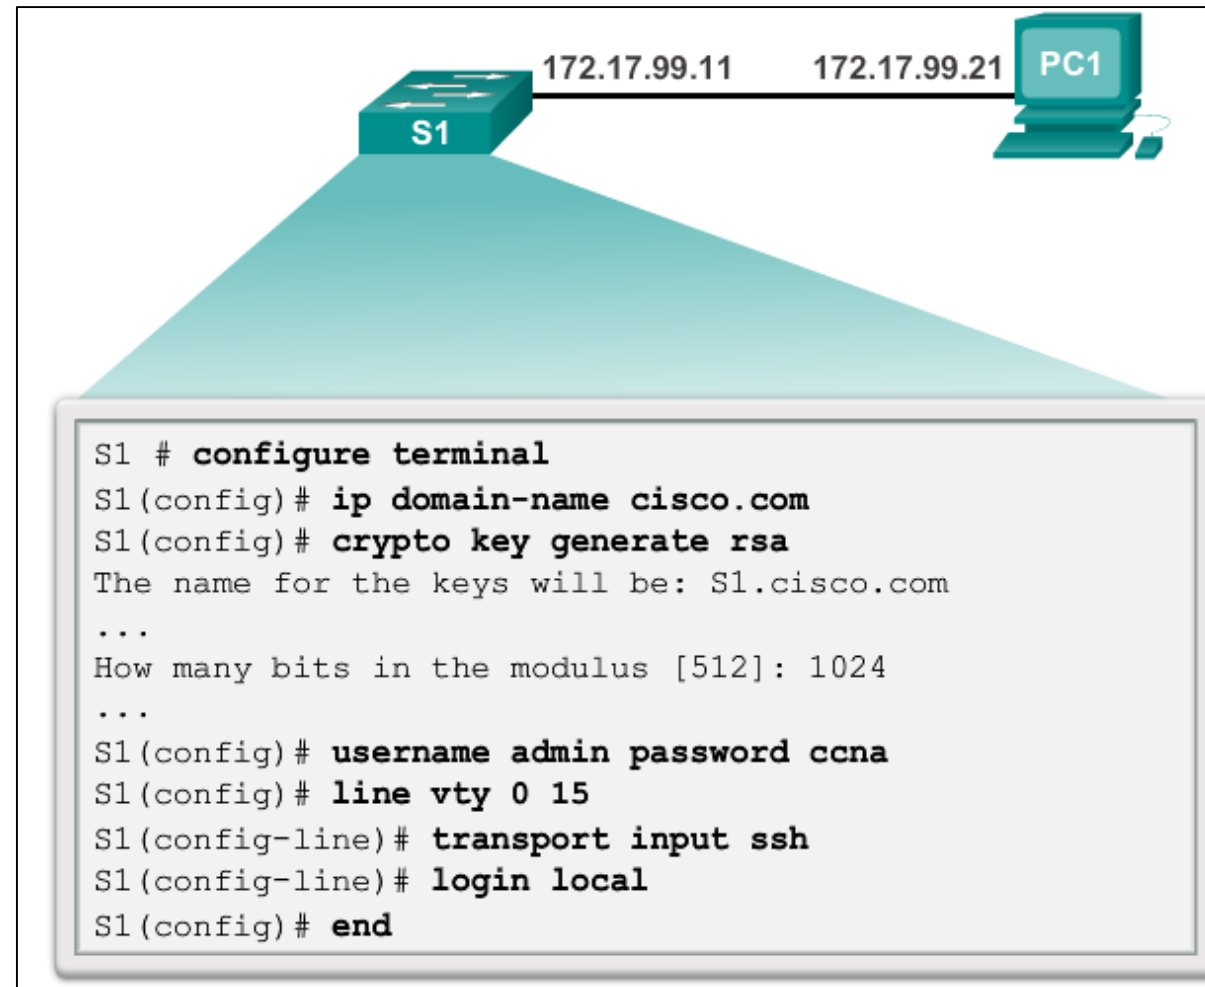 172.17.99.11 172.17.99.21 PC1
S1
S1 # configure terminal
S1(config)# ip domain-name cisco.com
S1(config)# crypto key generate rsa
The name for the keys will be: S1.cisco.com
...
How many bits in the modulus [512]: 1024
...
S1(config)# username admin password ccna
S1(config)# line vty 0 15
S1(config-line)# transport input ssh
S1(config-line)# login local
S1(config)# end